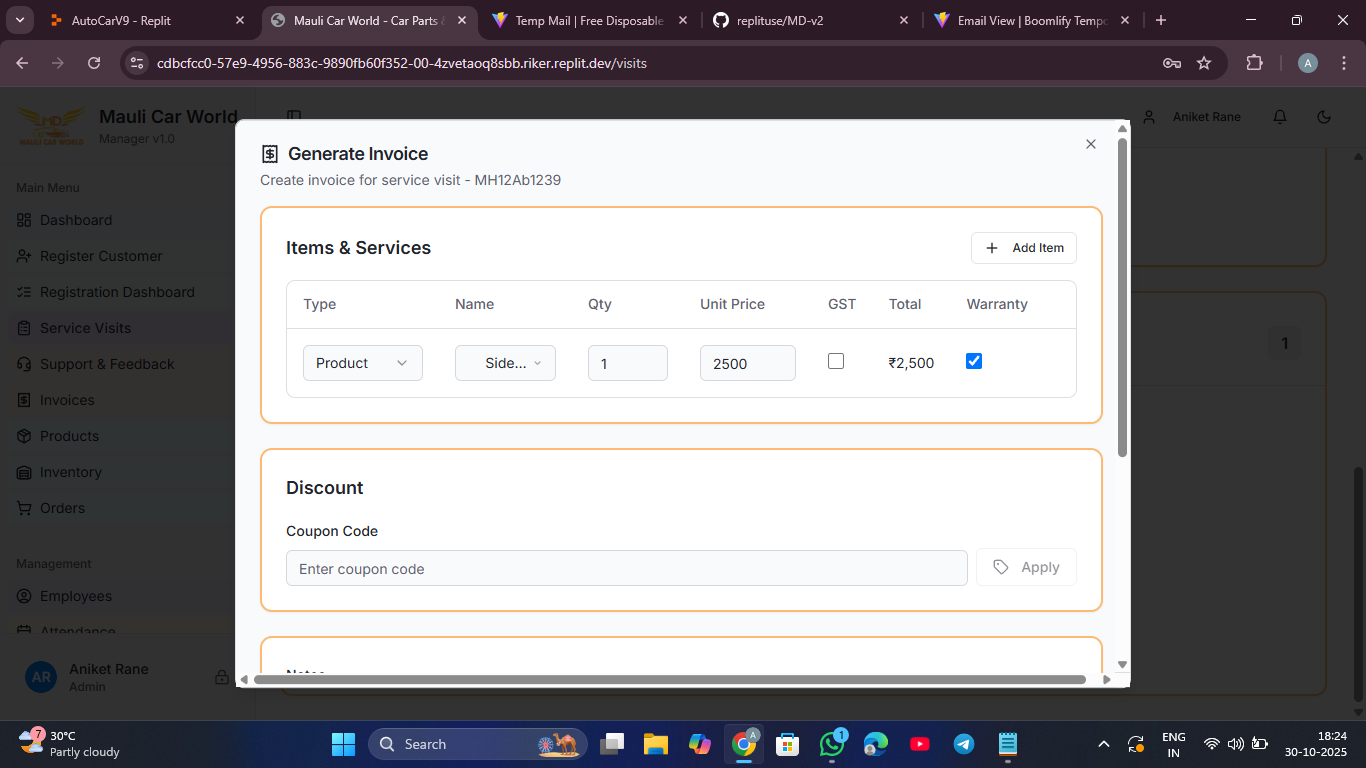 AutoCarV9 - Replit
Mauli Car World - Car Parts &
Temp Mail | Free Disposable
replituse/MD-v2
Email View | Boomlify Tempo
cdbcfcc0-57e9-4956-883c-9890fb60f352-00-4zvetaoq8sbb.riker.replit.dev/visits
A
MD
MAULI CAR WORLD
Mauli Car World
Manager v1.0
Aniket Rane
Main Menu
Dashboard
Register Customer
Registration Dashboard
Service Visits
Support & Feedback
Invoices
Products
Inventory
Orders
Management
Employees
Attendance
AR
Aniket Rane
Admin
1
Generate Invoice
Create invoice for service visit - MH12Ab1239
Items & Services
Add Item
Type Name Qty Unit Price GST Total Warranty
Product Side... 1 2500 ₹2,500
Discount
Coupon Code
Enter coupon code
Apply
Notes
7
30°C
Partly cloudy
Search
A
1
ENG
IN
18:24
30-10-2025